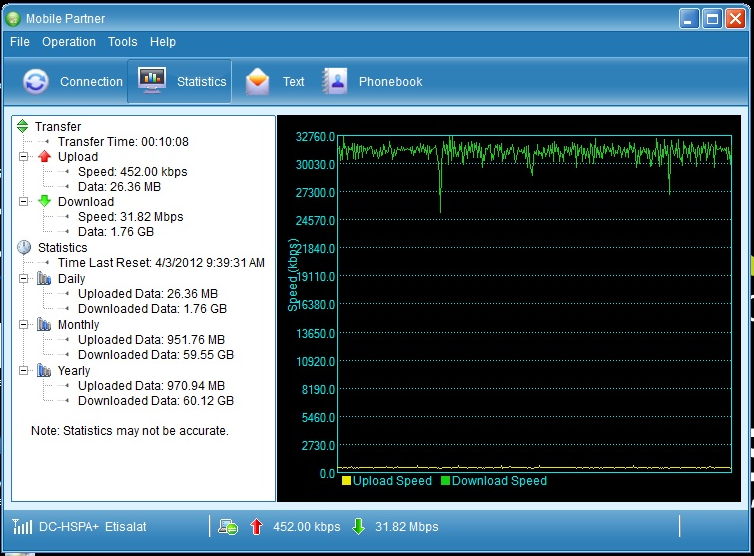 Mobile Partner
File Operation Tools Help
Connection Statistics Text Phonebook
Transfer
Transfer Time: 00:10:08
Upload
Speed: 452.00 kbps
Data: 26.36 MB
Download
Speed: 31.82 Mbps
Data: 1.76 GB
Statistics
Time Last Reset: 4/3/2012 9:39:31 AM
Daily
Uploaded Data: 26.36 MB
Downloaded Data: 1.76 GB
Monthly
Uploaded Data: 951.76 MB
Downloaded Data: 59.55 GB
Yearly
Uploaded Data: 970.94 MB
Downloaded Data: 60.12 GB
Note: Statistics may not be accurate.
32760.0
30030.0
27300.0
24570.0
21840.0
19110.0
16380.0
13650.0
10920.0
8190.0
5460.0
2730.0
0.0
Speed (kbps)
Upload Speed Download Speed
DC-HSPA+ Etisalat 452.00 kbps 31.82 Mbps